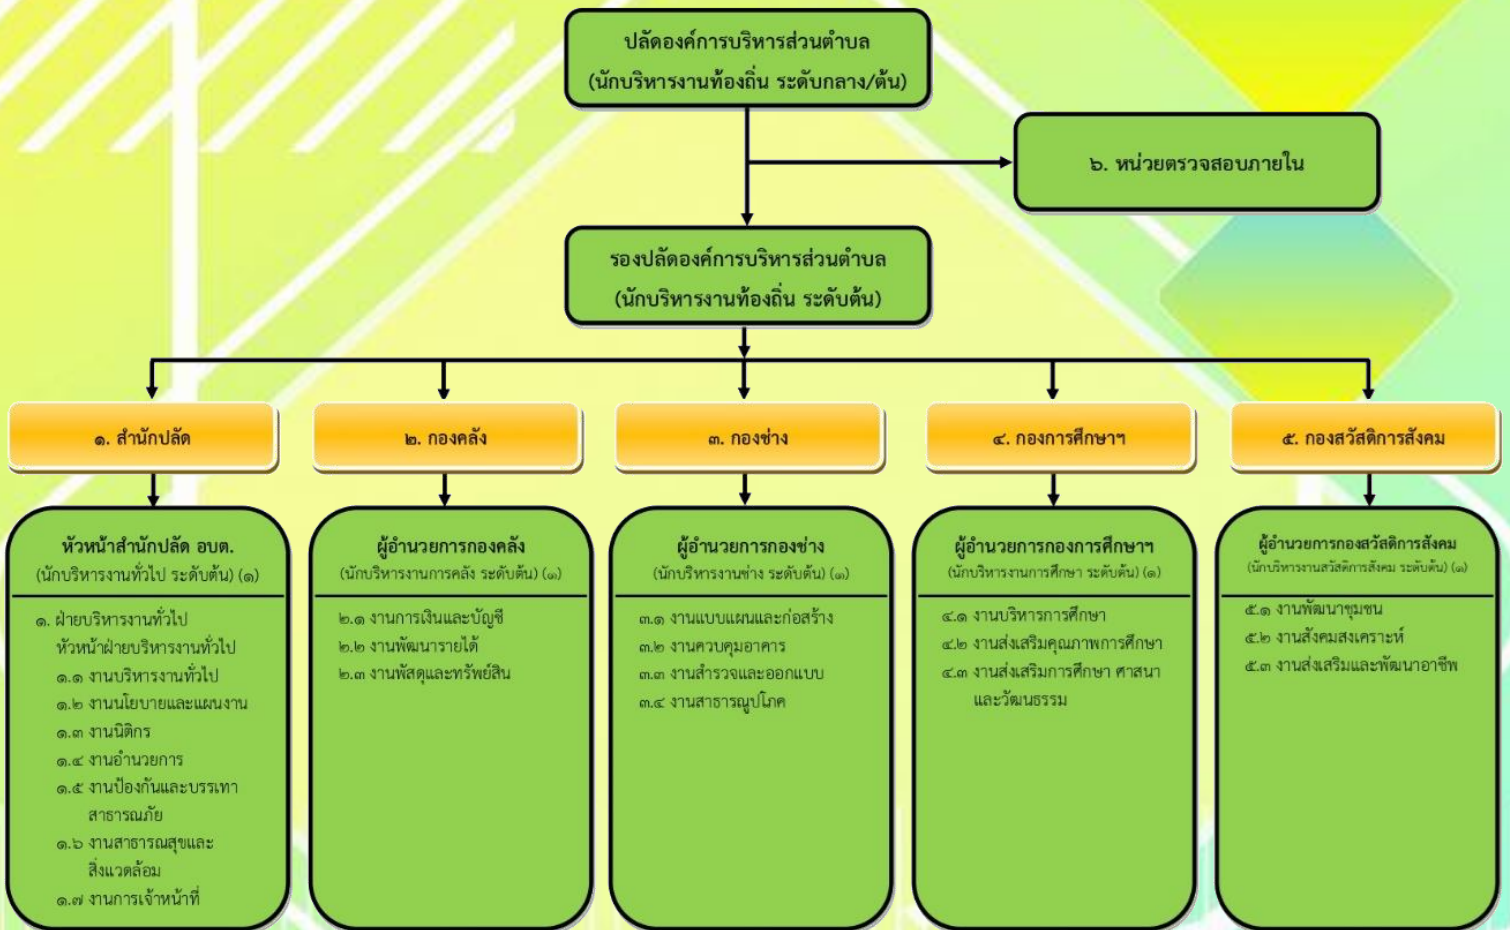 ปลัดองค์การบริหารส่วนตำบล
(นักบริหารงานท้องถิ่น ระดับกลาง/ต้น)
๖. หน่วยตรวจสอบภายใน
รองปลัดองค์การบริหารส่วนตำบล
(นักบริหารงานท้องถิ่น ระดับต้น)
๑. สำนักปลัด
๒. กองคลัง
๓. กองช่าง
๔. กองการศึกษาฯ
๕. กองสวัสดิการสังคม
หัวหน้าสำนักปลัด อบต.
(นักบริหารงานทั่วไป ระดับต้น) (๑)
๑. ฝ่ายบริหารงานทั่วไป
หัวหน้าฝ่ายบริหารงานทั่วไป
๑.๑ งานบริหารงานทั่วไป
๑.๒ งานนโยบายและแผนงาน
๑.๓ งานนิติกร
๑.๔ งานอำนวยการ
๑.๕ งานป้องกันและบรรเทา
สาธารณภัย
๑.๖ งานสาธารณสุขและ
สิ่งแวดล้อม
๑.๗ งานการเจ้าหน้าที่
ผู้อำนวยการกองคลัง
(นักบริหารงานการคลัง ระดับต้น) (๑)
๒.๑ งานการเงินและบัญชี
๒.๒ งานพัฒนารายได้
๒.๓ งานพัสดุและทรัพย์สิน
ผู้อำนวยการกองช่าง
(นักบริหารงานช่าง ระดับต้น) (๑)
๓.๑ งานแบบแผนและก่อสร้าง
๓.๒ งานควบคุมอาคาร
๓.๓ งานสำรวจและออกแบบ
๓.๔ งานสาธารณูปโภค
ผู้อำนวยการกองการศึกษาฯ
(นักบริหารงานการศึกษา ระดับต้น) (๑)
๔.๑ งานบริหารการศึกษา
๔.๒ งานส่งเสริมคุณภาพการศึกษา
๔.๓ งานส่งเสริมการศึกษา ศาสนา
และวัฒนธรรม
ผู้อำนวยการกองสวัสดิการสังคม
(นักบริหารงานสวัสดิการสังคม ระดับต้น) (๑)
๕.๑ งานพัฒนาชุมชน
๕.๒ งานสังคมสงเคราะห์
๕.๓ งานส่งเสริมและพัฒนาอาชีพ